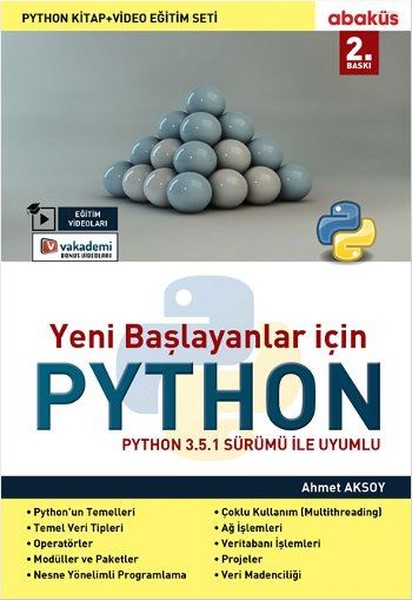 PYTHON KİTAP+VİDEO EĞİTİM SETİ
abaküs
2.
BASKI
EĞİTİM
VİDEOLARI
vakademi
BONUS VIDEOLARI
Yeni Başlayanlar için
PYTHON
PYTHON 3.5.1 SÜRÜMÜ İLE UYUMLU
Ahmet AKSOY
• Python'un Temelleri
• Temel Veri Tipleri
• Operatörler
• Modüller ve Paketler
• Nesne Yönelimli Programlama
• Çoklu Kullanım (Multithreading)
• Ağ İşlemleri
• Veritabanı İşlemleri
• Projeler
• Veri Madenciliği